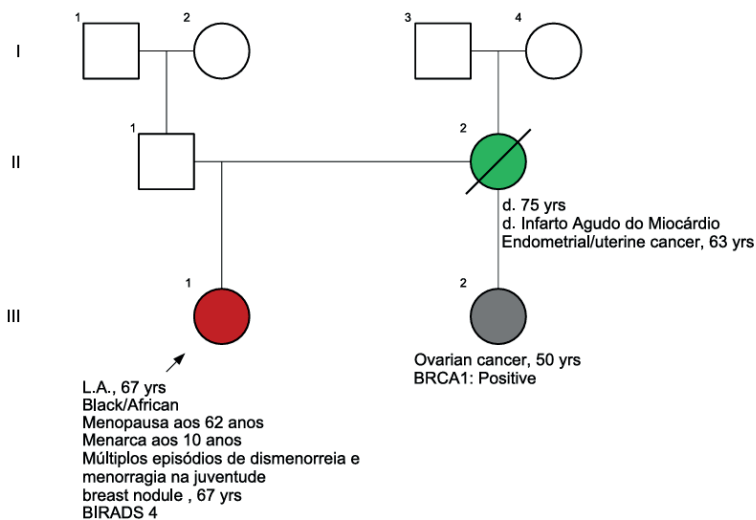 1
2
3
4
I
1
2
II
d. 75 yrs
d. Infarto Agudo do Miocárdio
Endometrial/uterine cancer, 63 yrs
1
2
III
L.A., 67 yrs
Black/African
Menopausa aos 62 anos
Menarca aos 10 anos
Múltiplos episódios de dismenorreia e
menorragia na juventude
breast nodule , 67 yrs
BIRADS 4
Ovarian cancer, 50 yrs
BRCA1: Positive